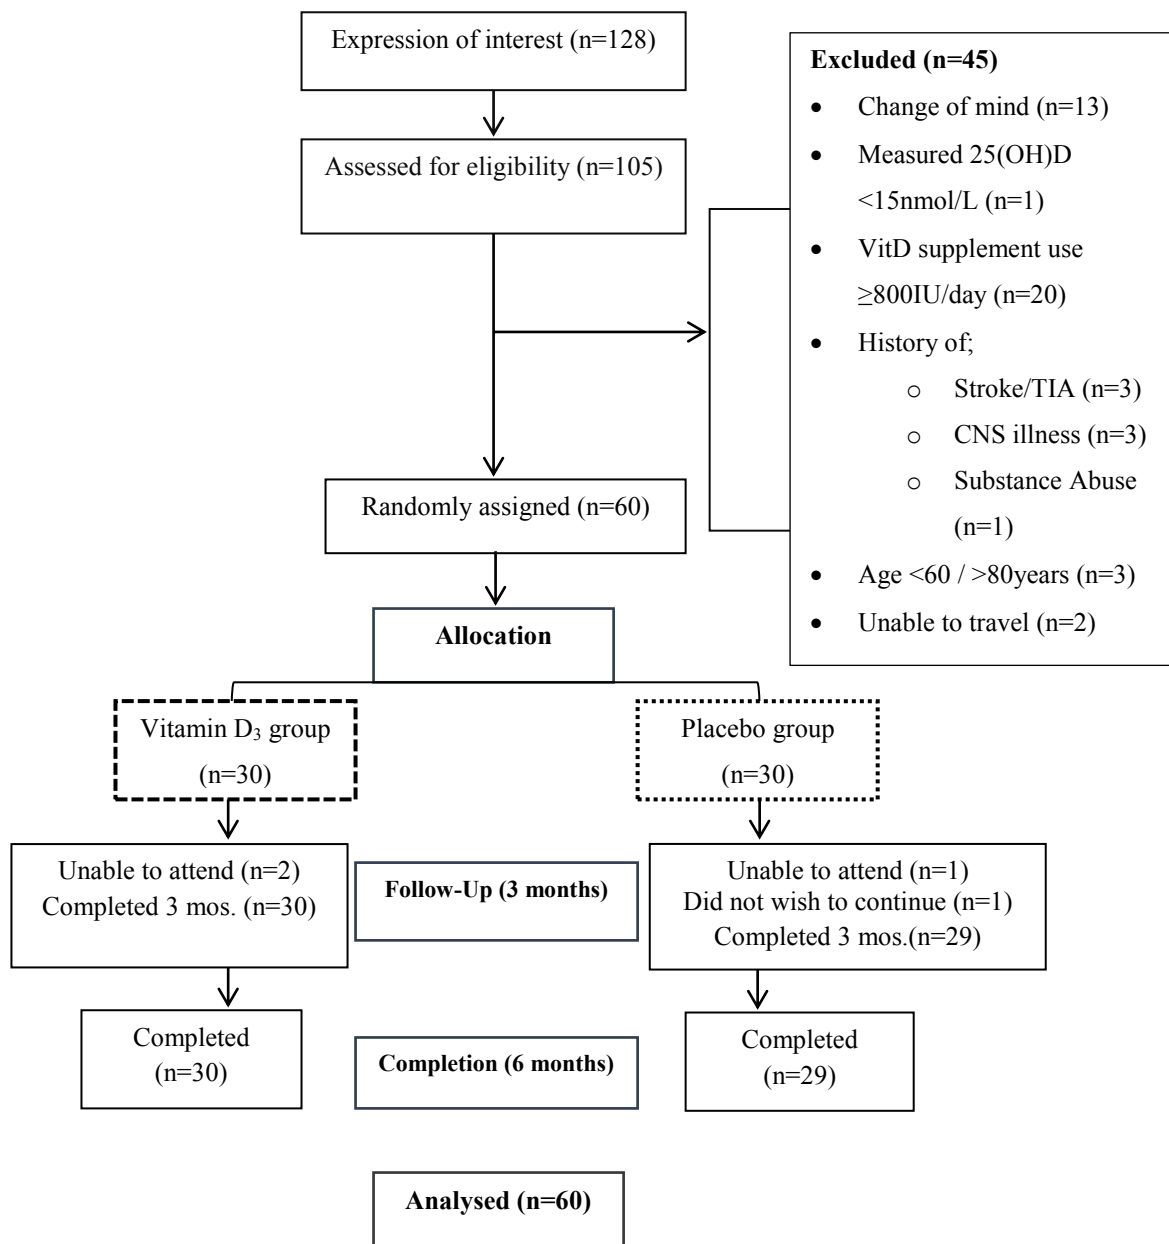 Expression of interest (n=128)
Assessed for eligibility (n=105)
Excluded (n=45)
• Change of mind (n=13)
• Measured 25(OH)D
<15nmol/L (n=1)
• VitD supplement use
≥800IU/day (n=20)
• History of;
o Stroke/TIA (n=3)
o CNS illness (n=3)
o Substance Abuse
(n=1)
• Age <60 / >80years (n=3)
• Unable to travel (n=2)
Randomly assigned (n=60)
Allocation
Vitamin D₃ group
(n=30)
Placebo group
(n=30)
Unable to attend (n=2)
Completed 3 mos. (n=30)
Follow-Up (3 months)
Unable to attend (n=1)
Did not wish to continue (n=1)
Completed 3 mos.(n=29)
Completed
(n=30)
Completion (6 months)
Completed
(n=29)
Analysed (n=60)